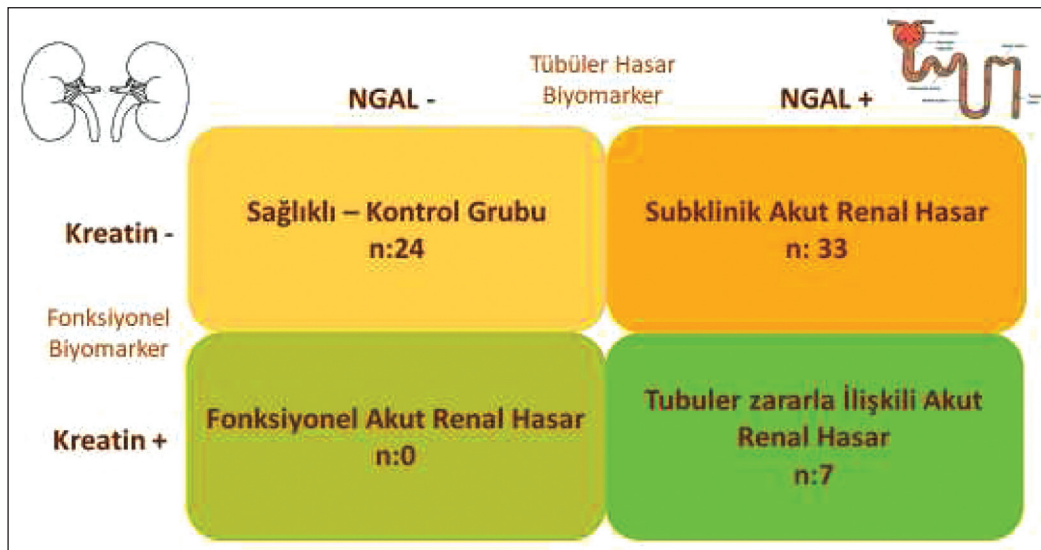 Tübüler Hasar
Biyomarker
NGAL -
NGAL +
Kreatin -
Sağlıklı – Kontrol Grubu
n:24
Subklinik Akut Renal Hasar
n: 33
Fonksiyonel
Biyomarker
Kreatin +
Fonksiyonel Akut Renal Hasar
n:0
Tubuler zararla İlişkili Akut
Renal Hasar
n:7